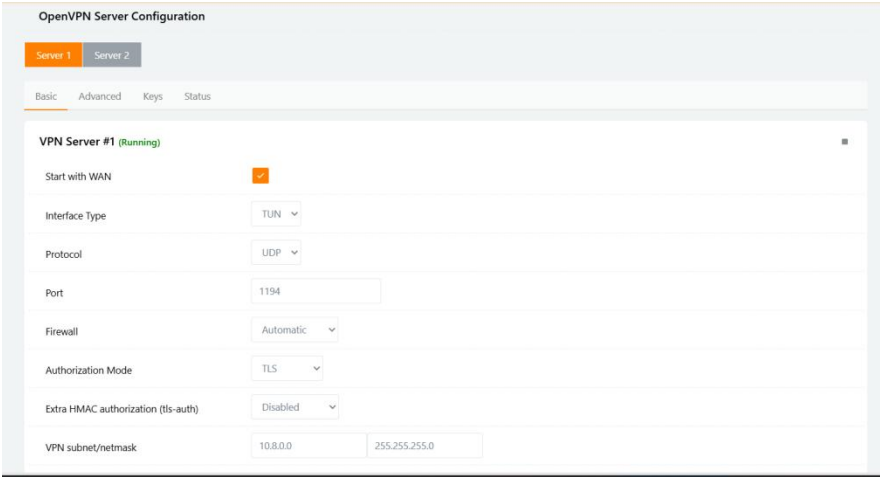 OpenVPN Server Configuration
Server 1 Server 2
Basic Advanced Keys Status
VPN Server #1 (Running)
Start with WAN
Interface Type TUN
Protocol UDP
Port 1194
Firewall Automatic
Authorization Mode TLS
Extra HMAC authorization (tls-auth) Disabled
VPN subnet/netmask 10.8.0.0 255.255.255.0